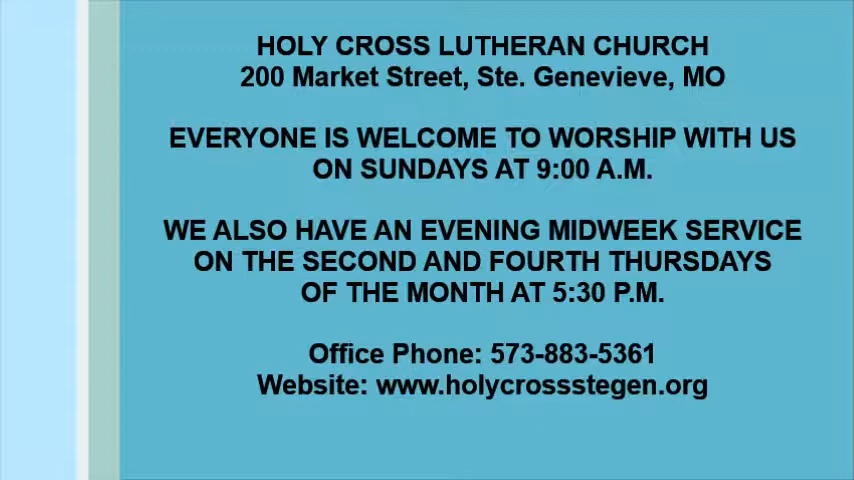 HOLY CROSS LUTHERAN CHURCH
200 Market Street, Ste. Genevieve, MO
EVERYONE IS WELCOME TO WORSHIP WITH US
ON SUNDAYS AT 9:00 A.M.
WE ALSO HAVE AN EVENING MIDWEEK SERVICE
ON THE SECOND AND FOURTH THURSDAYS
OF THE MONTH AT 5:30 P.M.
Office Phone: 573-883-5361
Website: www.holycrossstegen.org